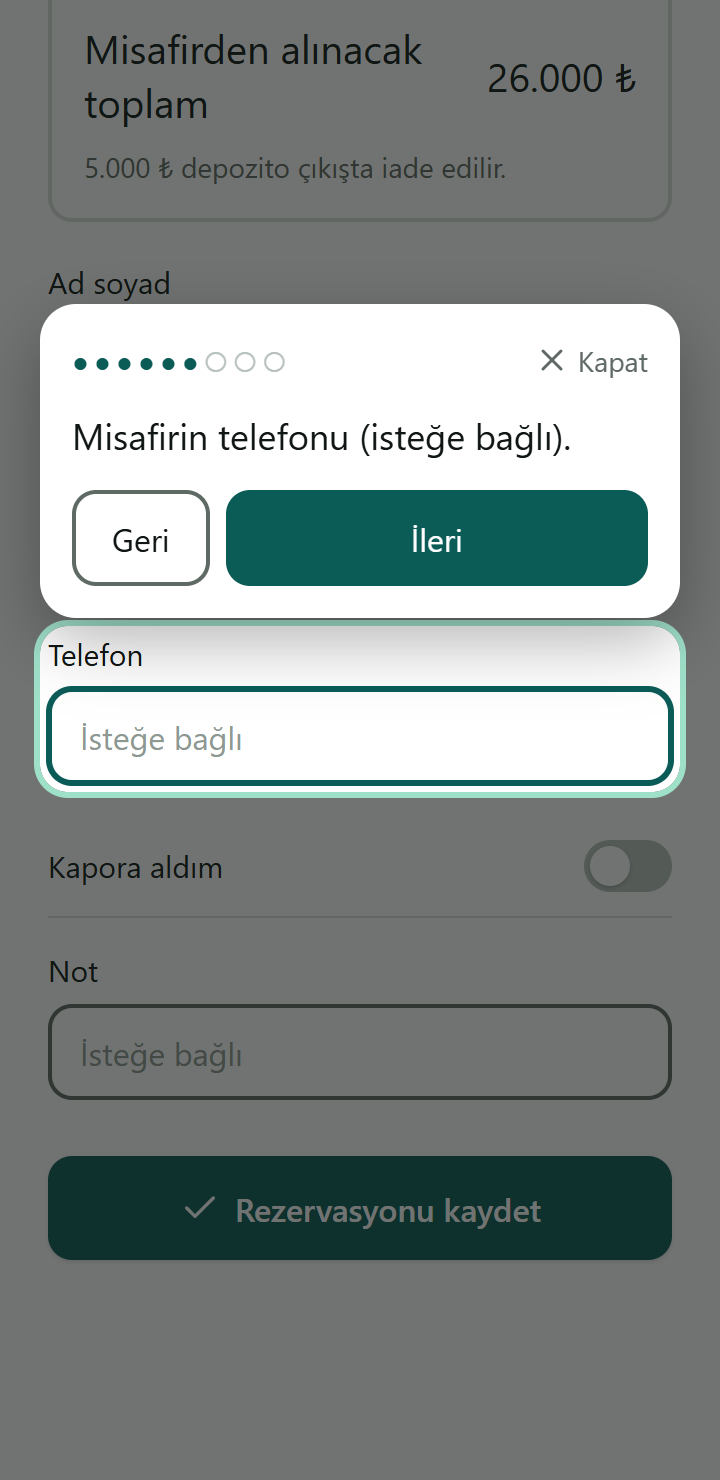 Misafirden alınacak
toplam
26.000 ₺
5.000 ₺ depozito çıkışta iade edilir.
Ad soyad
Kapat
Misafirin telefonu (isteğe bağlı).
Geri
İleri
Telefon
İsteğe bağlı
Kapora aldım
Not
İsteğe bağlı
Rezervasyonu kaydet